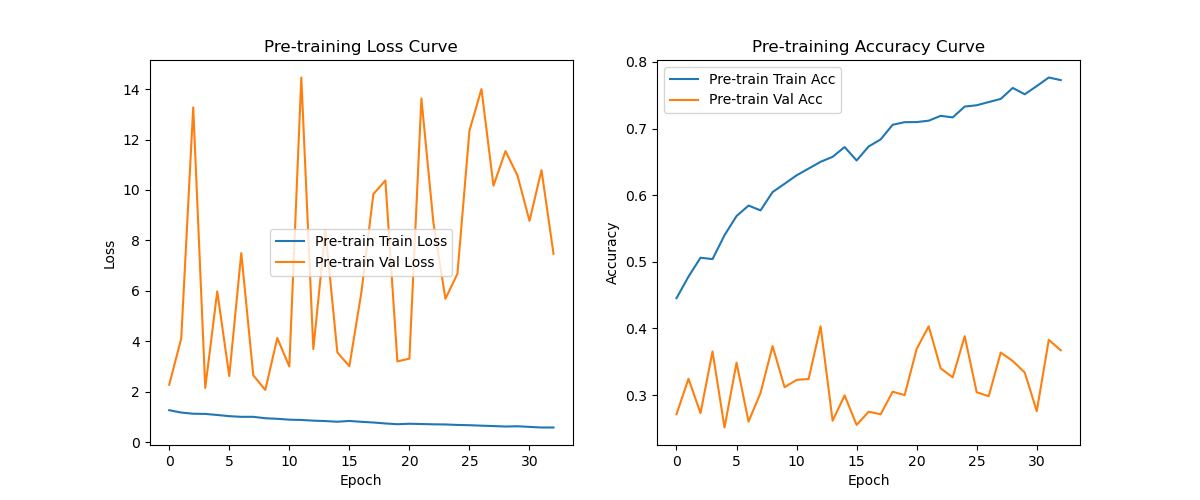 Pre-training Loss Curve
14
12
10
8
6
4
2
0
Loss
Pre-train Train Loss
Pre-train Val Loss
0 5 10 15 20 25 30
Epoch
Pre-training Accuracy Curve
0.8
0.7
0.6
0.5
0.4
0.3
Accuracy
Pre-train Train Acc
Pre-train Val Acc
0 5 10 15 20 25 30
Epoch